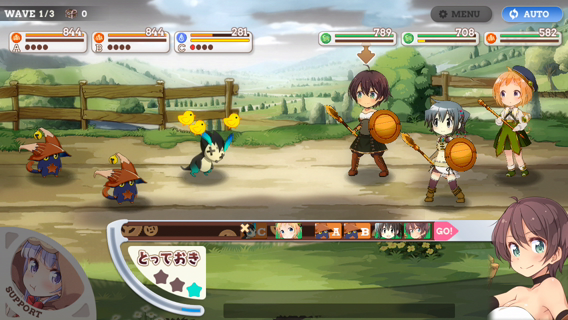 WAVE 1/3 0
MENU
AUTO
844
844
281
789
708
582
A
B
C
C
A
B
GO!
とっておき
SUPPORT